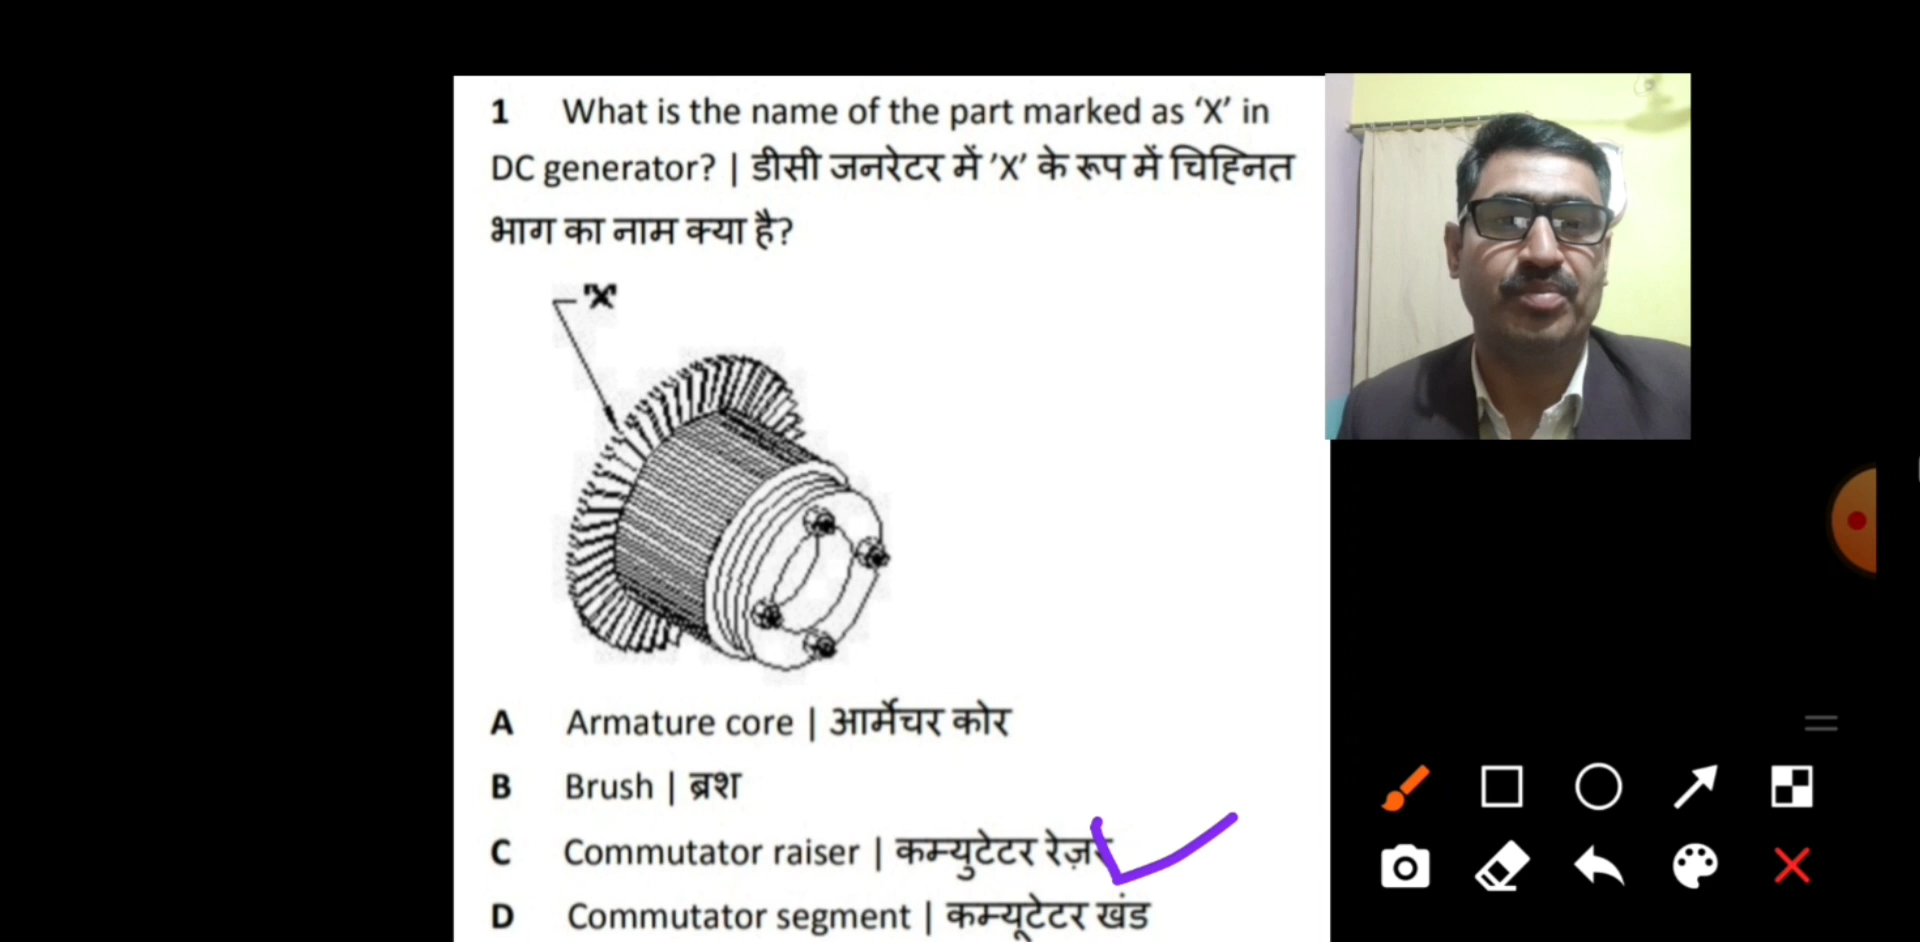 1 What is the name of the part marked as ‘X’ in
DC generator? | डीसी जनरेटर में ’X’ के रूप में चिह्नित
भाग का नाम क्या है?
'X'
A Armature core | आर्मेचर कोर
B Brush | ब्रश
C Commutator raiser | कम्युटेटर रेज़र
D Commutator segment | कम्यूटेटर खंड